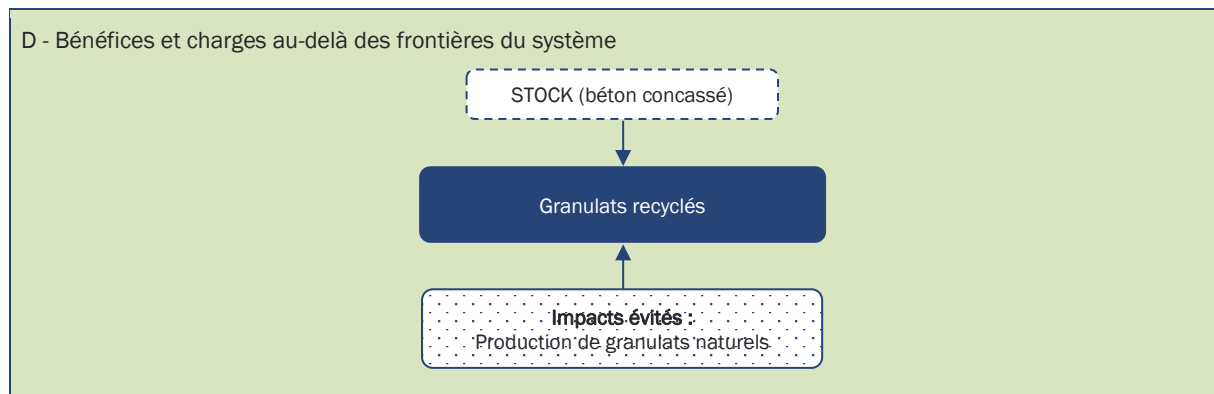 D - Bénéfices et charges au-delà des frontières du système
STOCK (béton concassé)
Granulats recyclés
Impacts évités :
Production de granulats naturels